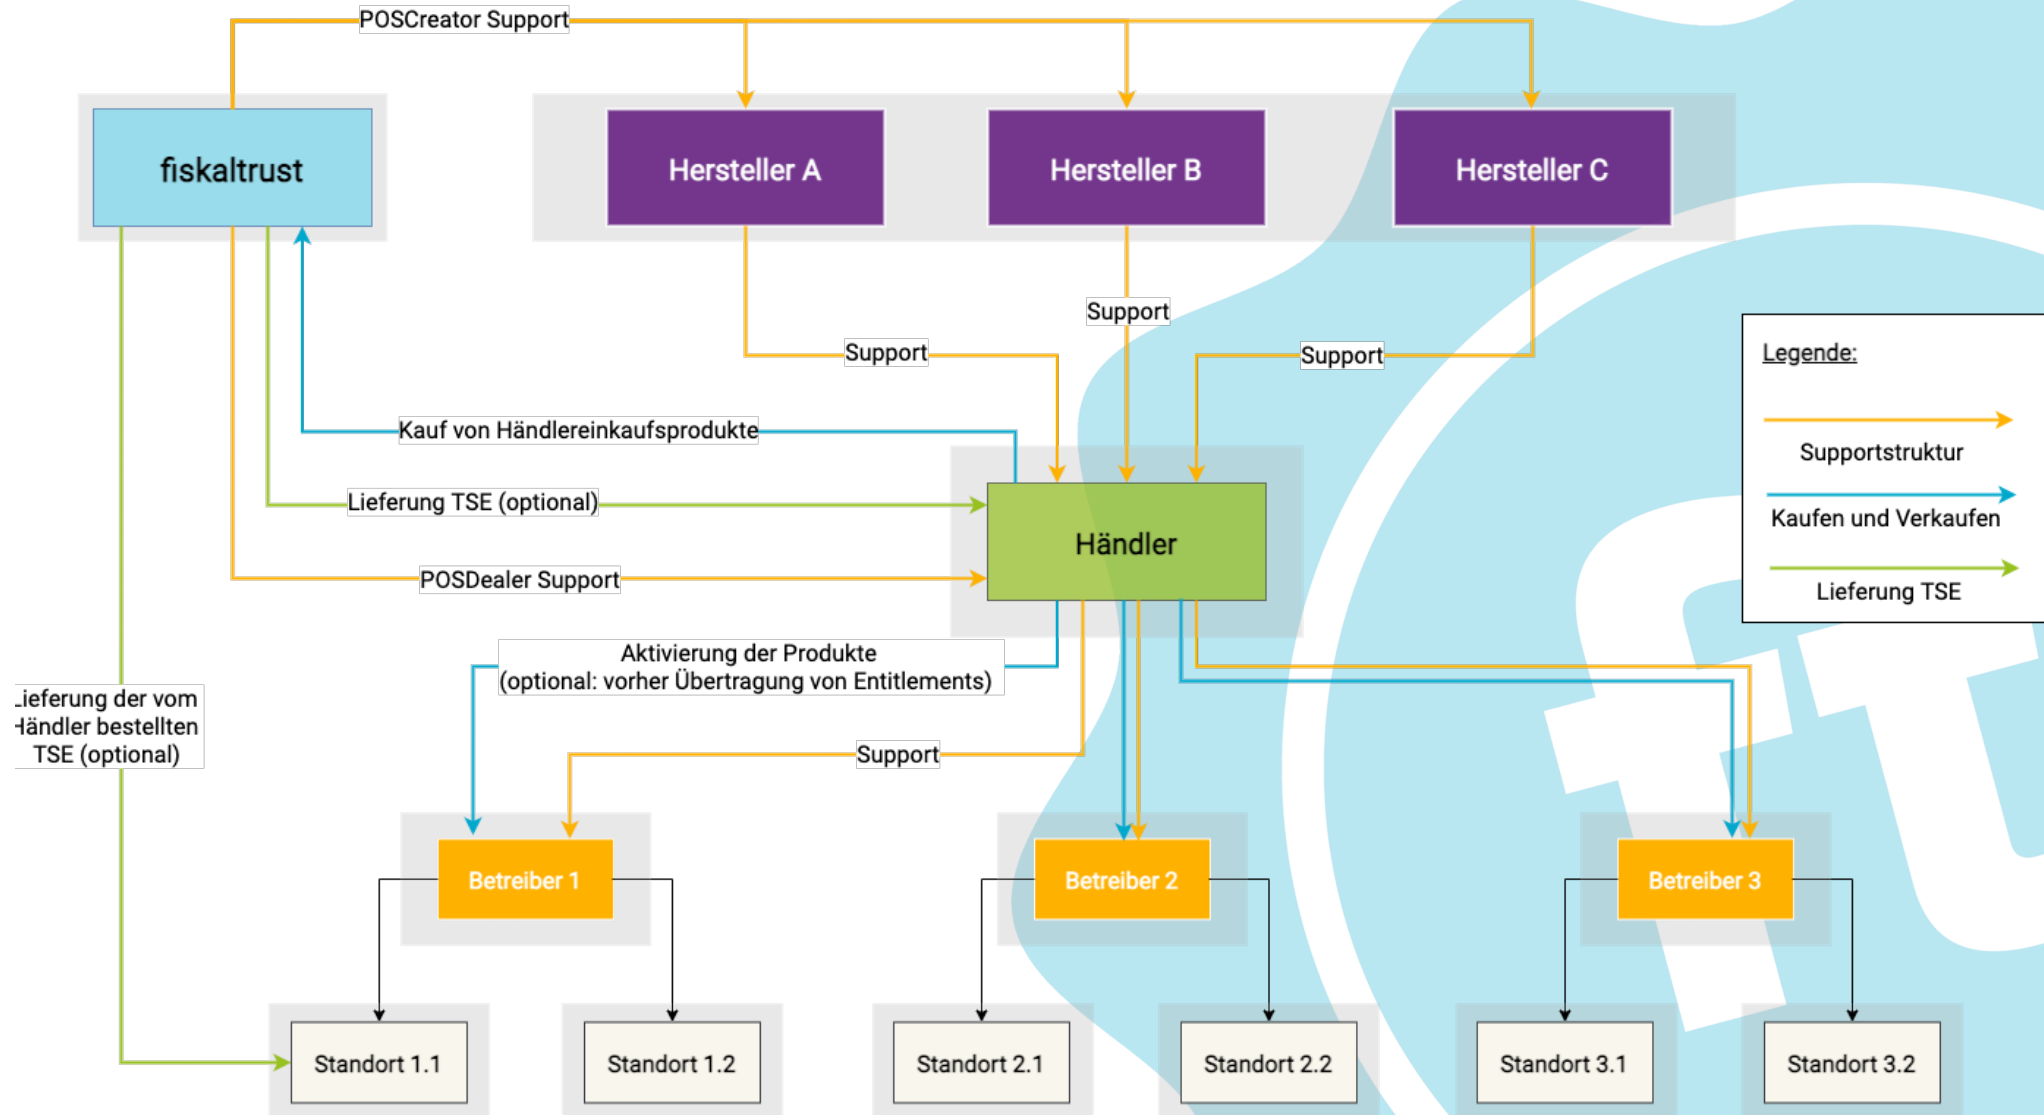 POSCreator Support
fiskaltrust
Hersteller A
Hersteller B
Hersteller C
Support
Support
Support
Legende:
Supportstruktur
Kaufen und Verkaufen
Lieferung TSE
Kauf von Händlereinkaufsprodukte
Lieferung TSE (optional)
Händler
POSDealer Support
Aktivierung der Produkte
(optional: vorher Übertragung von Entitlements)
Lieferung der vom
Händler bestellten
TSE (optional)
Support
Betreiber 1
Betreiber 2
Betreiber 3
Standort 1.1
Standort 1.2
Standort 2.1
Standort 2.2
Standort 3.1
Standort 3.2
ft